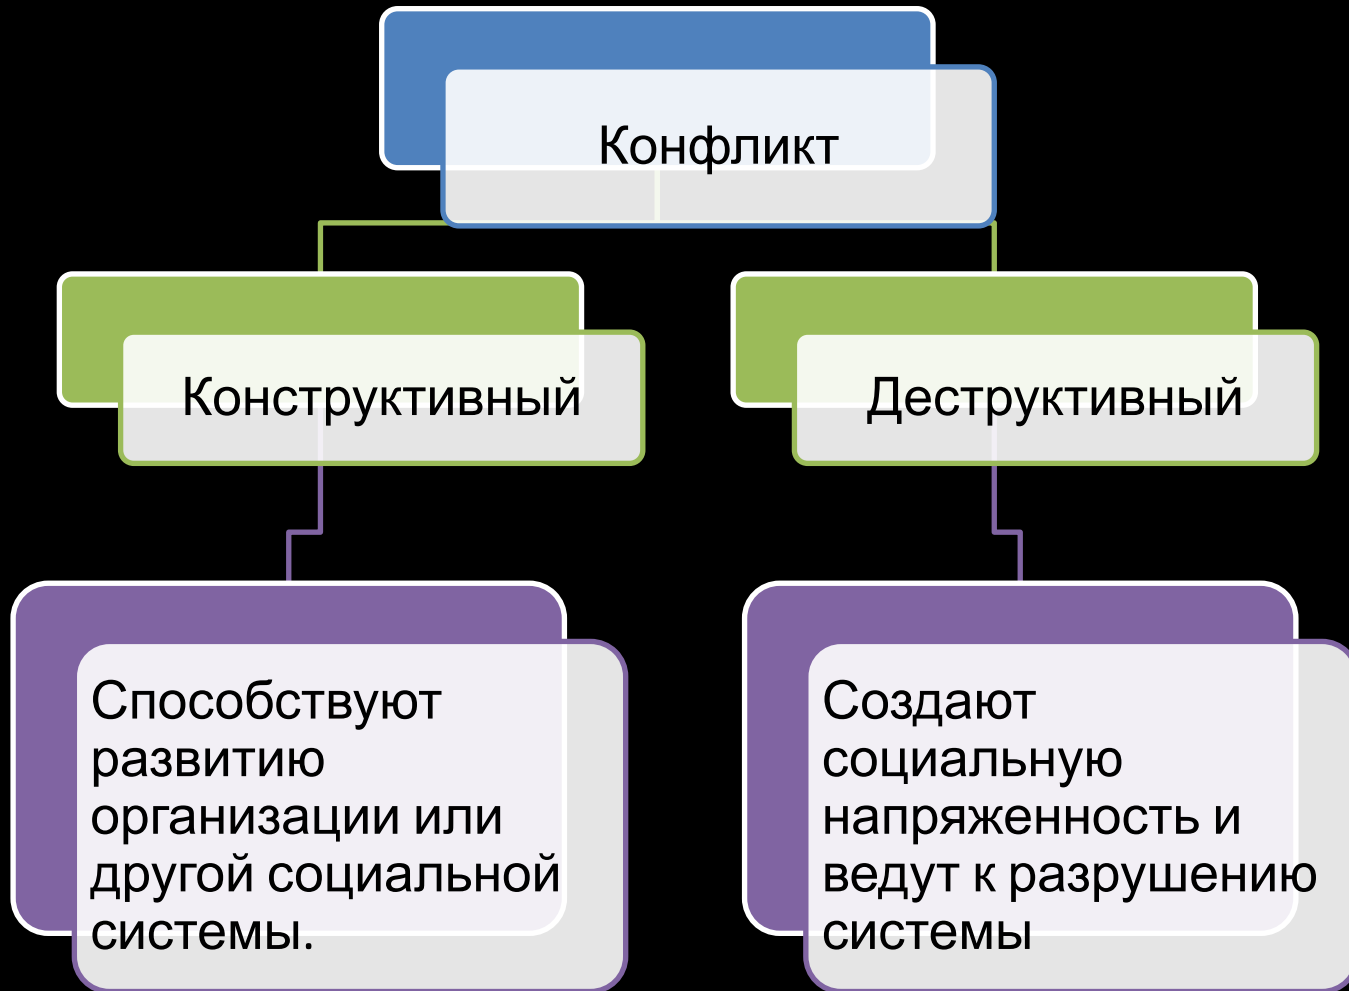 Конфликт
Конструктивный
Деструктивный
Способствуют
развитию
организации или
другой социальной
системы.
Создают
социальную
напряженность и
ведут к разрушению
системы